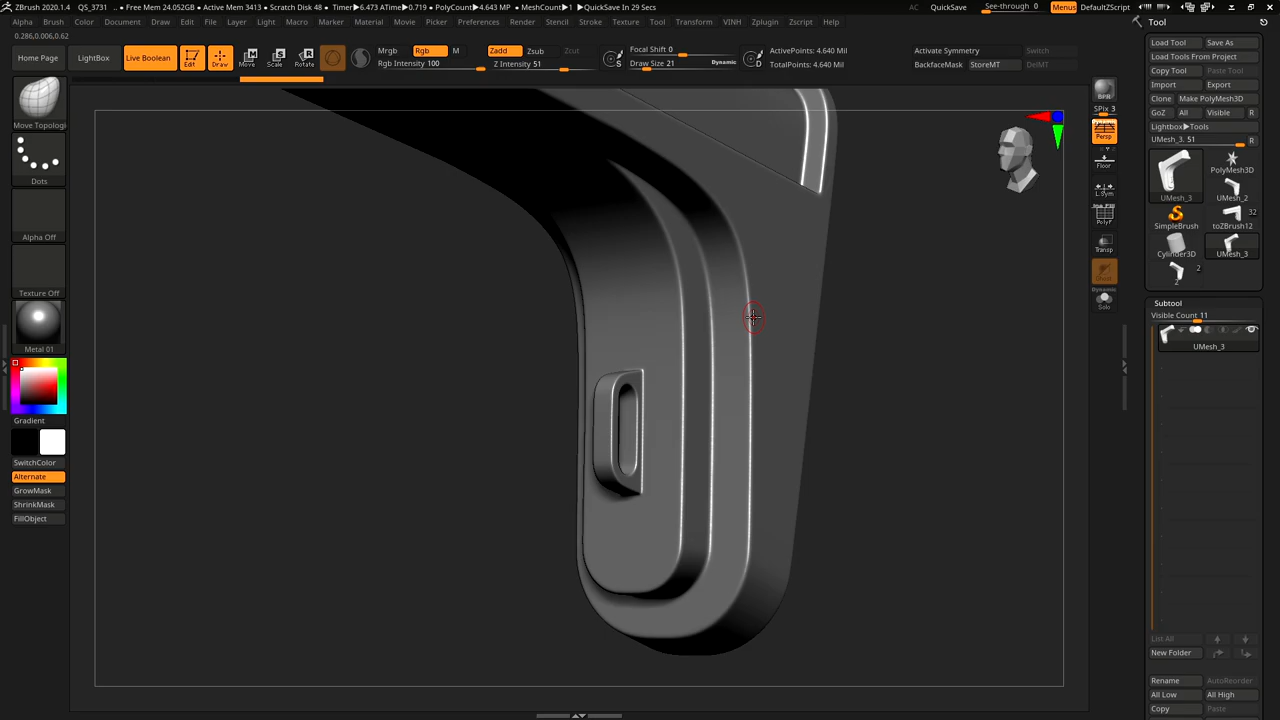 ZBrush 2020.1.4
QS_3731
.. • Free Mem 24.052GB • Active Mem 3413 • Scratch Disk 48 • Timer▶6.473 ATime▶0.719 • PolyCount▶4.643 MP • MeshCount▶1 ▶QuickSave In 29 Secs
AC
QuickSave
See-through 0
Menus
DefaultZScript
Alpha Brush Color Document Draw Edit File Layer Light Macro Marker Material Movie Picker Preferences Render Stencil Stroke Texture Tool Transform VINH Zplugin Zscript Help
0.286,0.006,0.62
Home Page
LightBox
Live Boolean
Edit
Draw
Move
Scale
Rotate
Mrgb
Rgb
M
Rgb Intensity 100
Zadd
Zsub
Zcut
Z Intensity 51
S
Focal Shift 0
Draw Size 21
Dynamic
D
ActivePoints: 4.640 Mil
TotalPoints: 4.640 Mil
Activate Symmetry
Switch
BackfaceMask
StoreMT
DelMT
Move Topologi
Dots
Alpha Off
Texture Off
Metal 01
Gradient
SwitchColor
Alternate
GrowMask
ShrinkMask
FillObject
BPR
SPix 3
Persp
Floor
L.Sym
PolyF
Transp
Ghost
Dynamic
Solo
Tool
Load Tool
Save As
Load Tools From Project
Copy Tool
Paste Tool
Import
Export
Clone
Make PolyMesh3D
GoZ
All
Visible
R
Lightbox▶Tools
UMesh_3. 51
R
UMesh_3
PolyMesh3D
UMesh_2
SimpleBrush
32
toZBrush12
Cylinder3D
UMesh_3
2
2
Subtool
Visible Count 11
UMesh_3
List All
New Folder
Rename
AutoReorder
All Low
All High
Copy
Paste